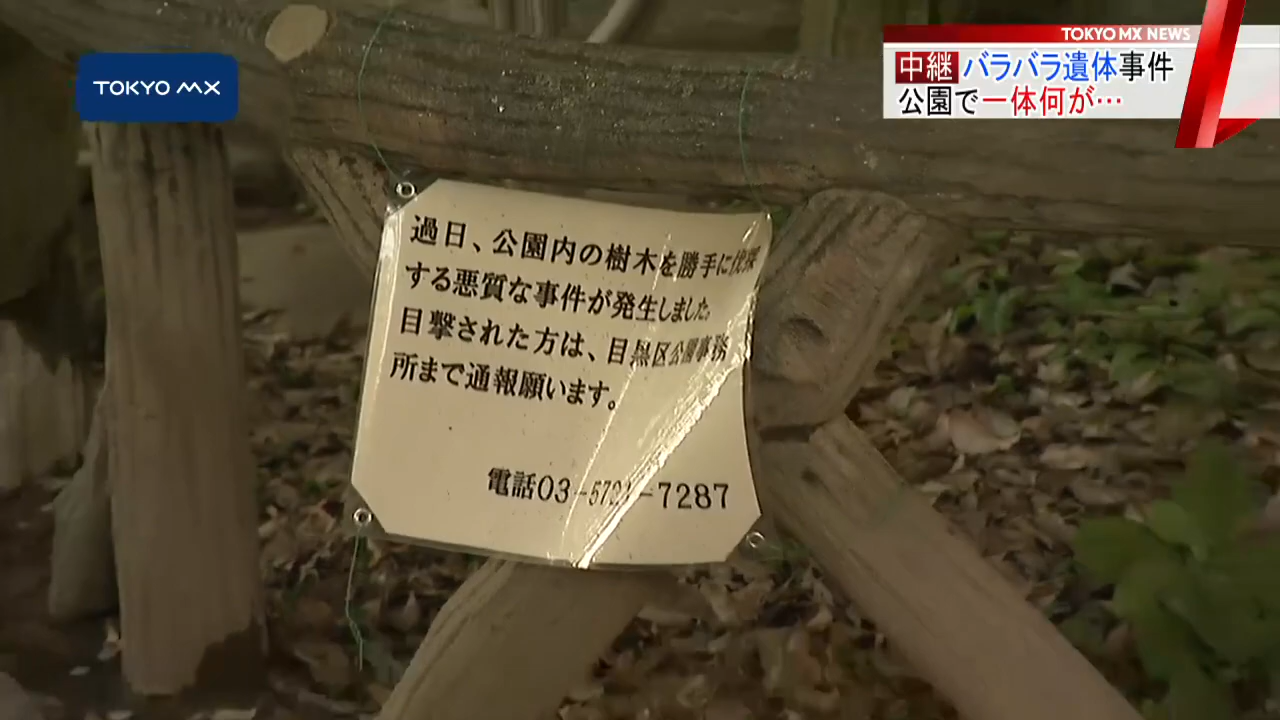 TOKYO MX
TOKYO MX NEWS
中継 バラバラ遺体事件
公園で一体何が…
過日、公園内の樹木を勝手に伐採
する悪質な事件が発生しました。
目撃された方は、目黒区公園事務
所まで通報願います。
電話03-572 -7287